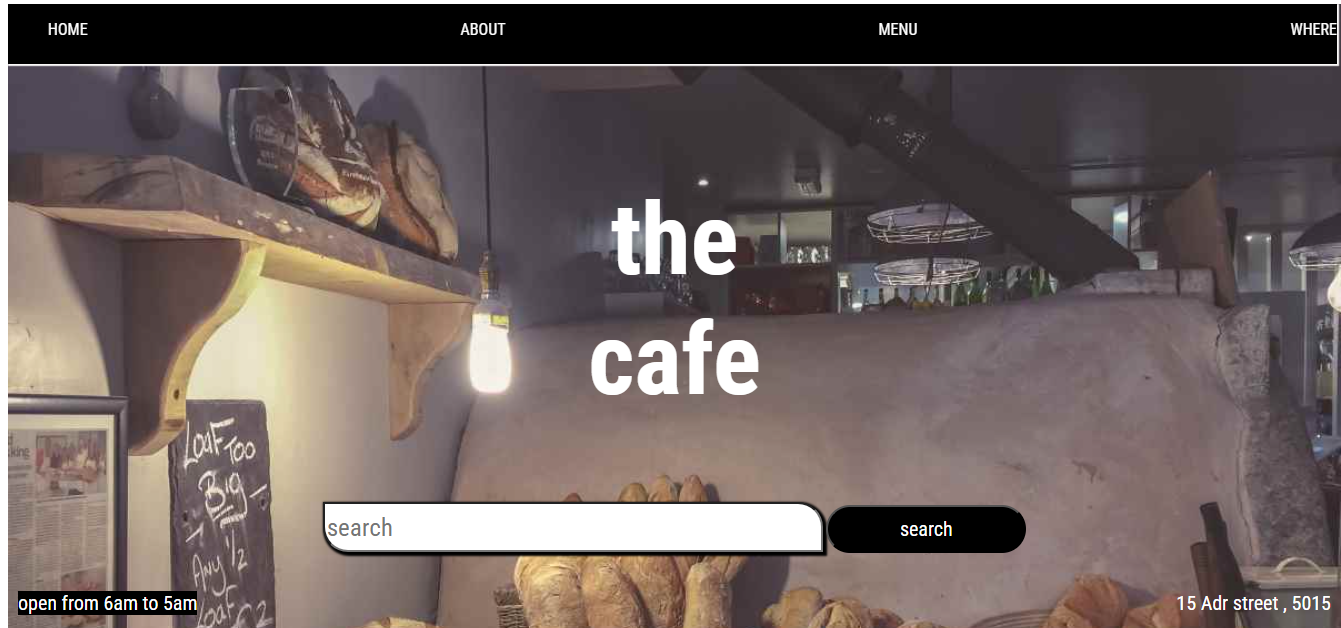 HOME ABOUT MENU WHERE
the
cafe
search search
LOAF TOO
BIG
ANY 1/2
LOAF £2
open from 6am to 5am
15 Adr street , 5015